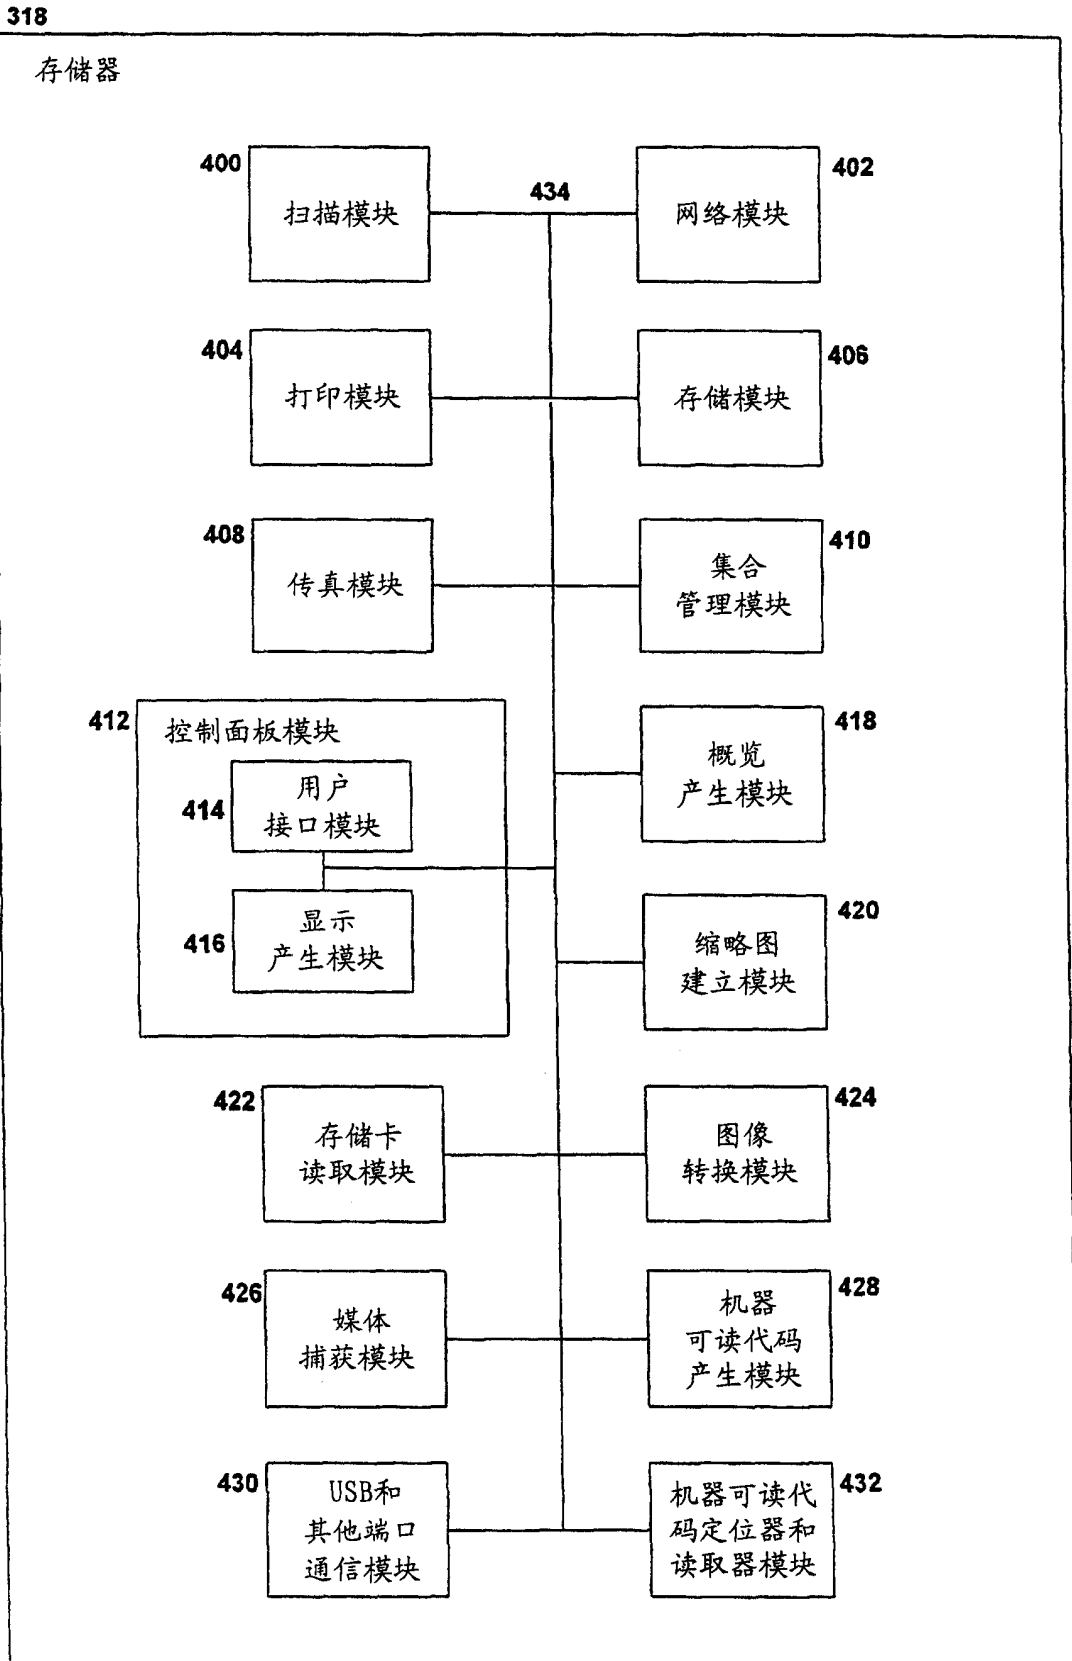 318
存储器
400
扫描模块
434
402
网络模块
404
打印模块
406
存储模块
408
传真模块
410
集合
管理模块
412
控制面板模块
414
用户
接口模块
416
显示
产生模块
418
概览
产生模块
420
缩略图
建立模块
422
存储卡
读取模块
424
图像
转换模块
426
媒体
捕获模块
428
机器
可读代码
产生模块
430
USB和
其他端口
通信模块
432
机器可读代
码定位器和
读取器模块